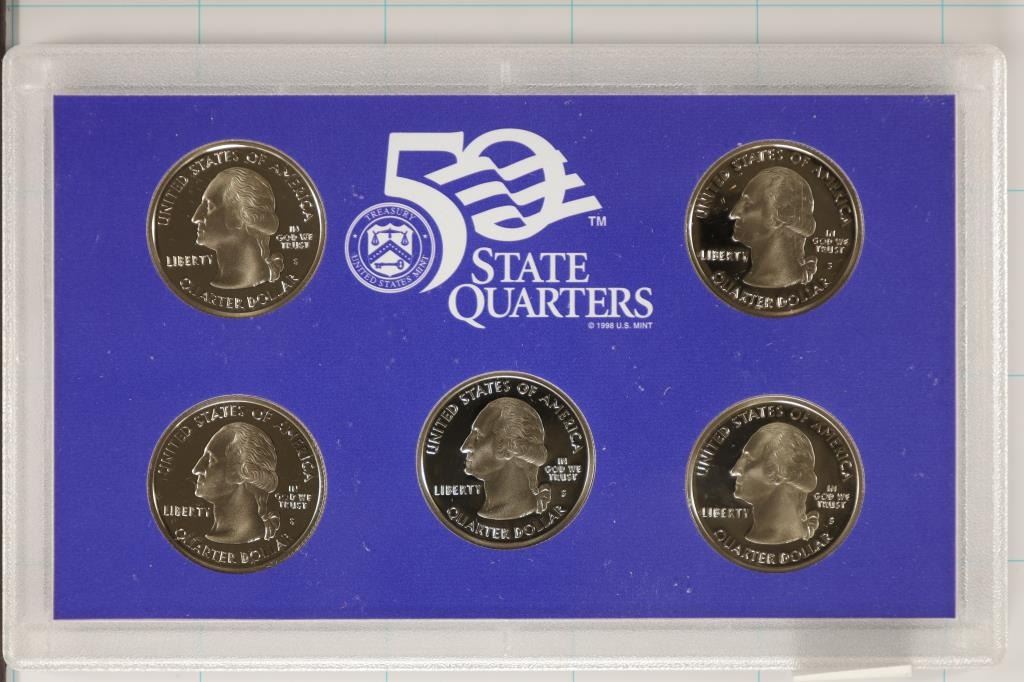 UNITED STATES OF AMERICA
IN
GOD WE
TRUST
LIBERTY
S
QUARTER DOLLAR
50
TM
TREASURY
UNITED STATES MINT
STATE
QUARTERS
© 1998 U.S. MINT
UNITED STATES OF AMERICA
IN
GOD WE
TRUST
LIBERTY
S
QUARTER DOLLAR
UNITED STATES OF AMERICA
IN
GOD WE
TRUST
LIBERTY
S
QUARTER DOLLAR
UNITED STATES OF AMERICA
IN
GOD WE
TRUST
LIBERTY
S
QUARTER DOLLAR
UNITED STATES OF AMERICA
IN
GOD WE
TRUST
LIBERTY
S
QUARTER DOLLAR